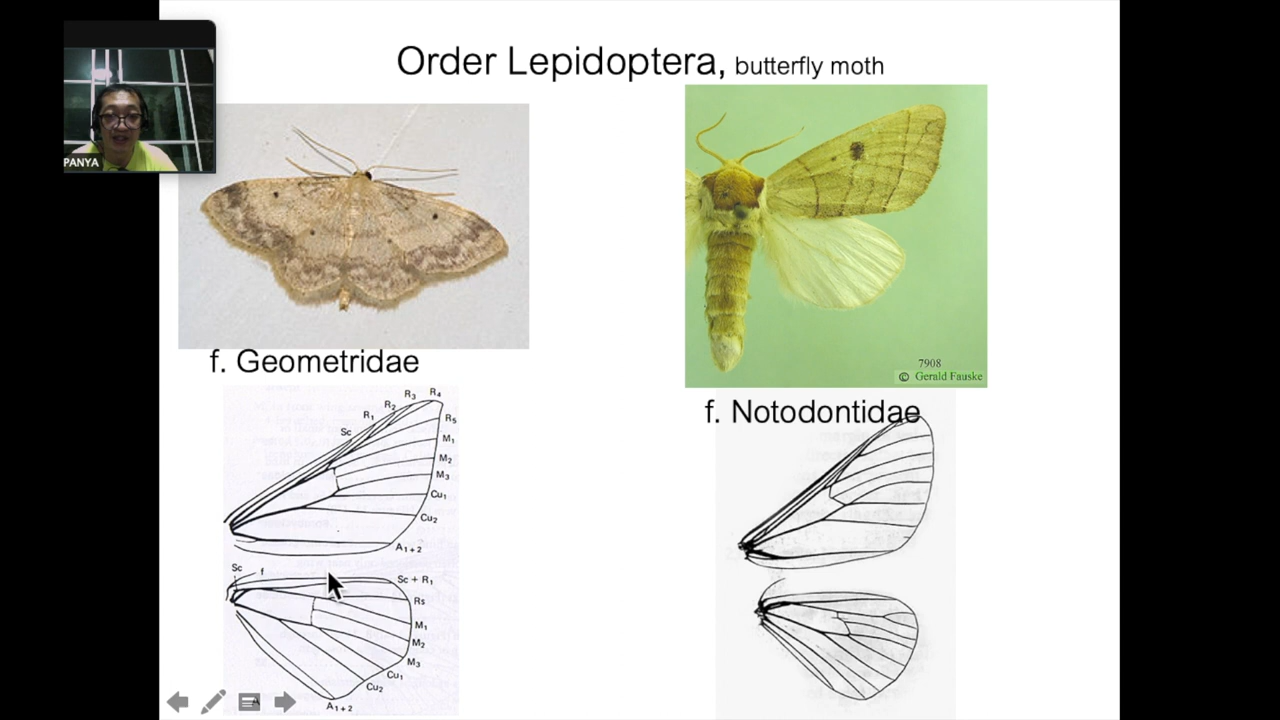 Order Lepidoptera, butterfly moth
PANYA
7908
© Gerald Fauske
f. Geometridae
f. Notodontidae
R4
R3
R2
R1
R5
Sc
M1
M2
M3
Cu1
Cu2
A1+2
Sc
f
Sc + R1
Rs
M1
M2
M3
Cu1
Cu2
A1+2